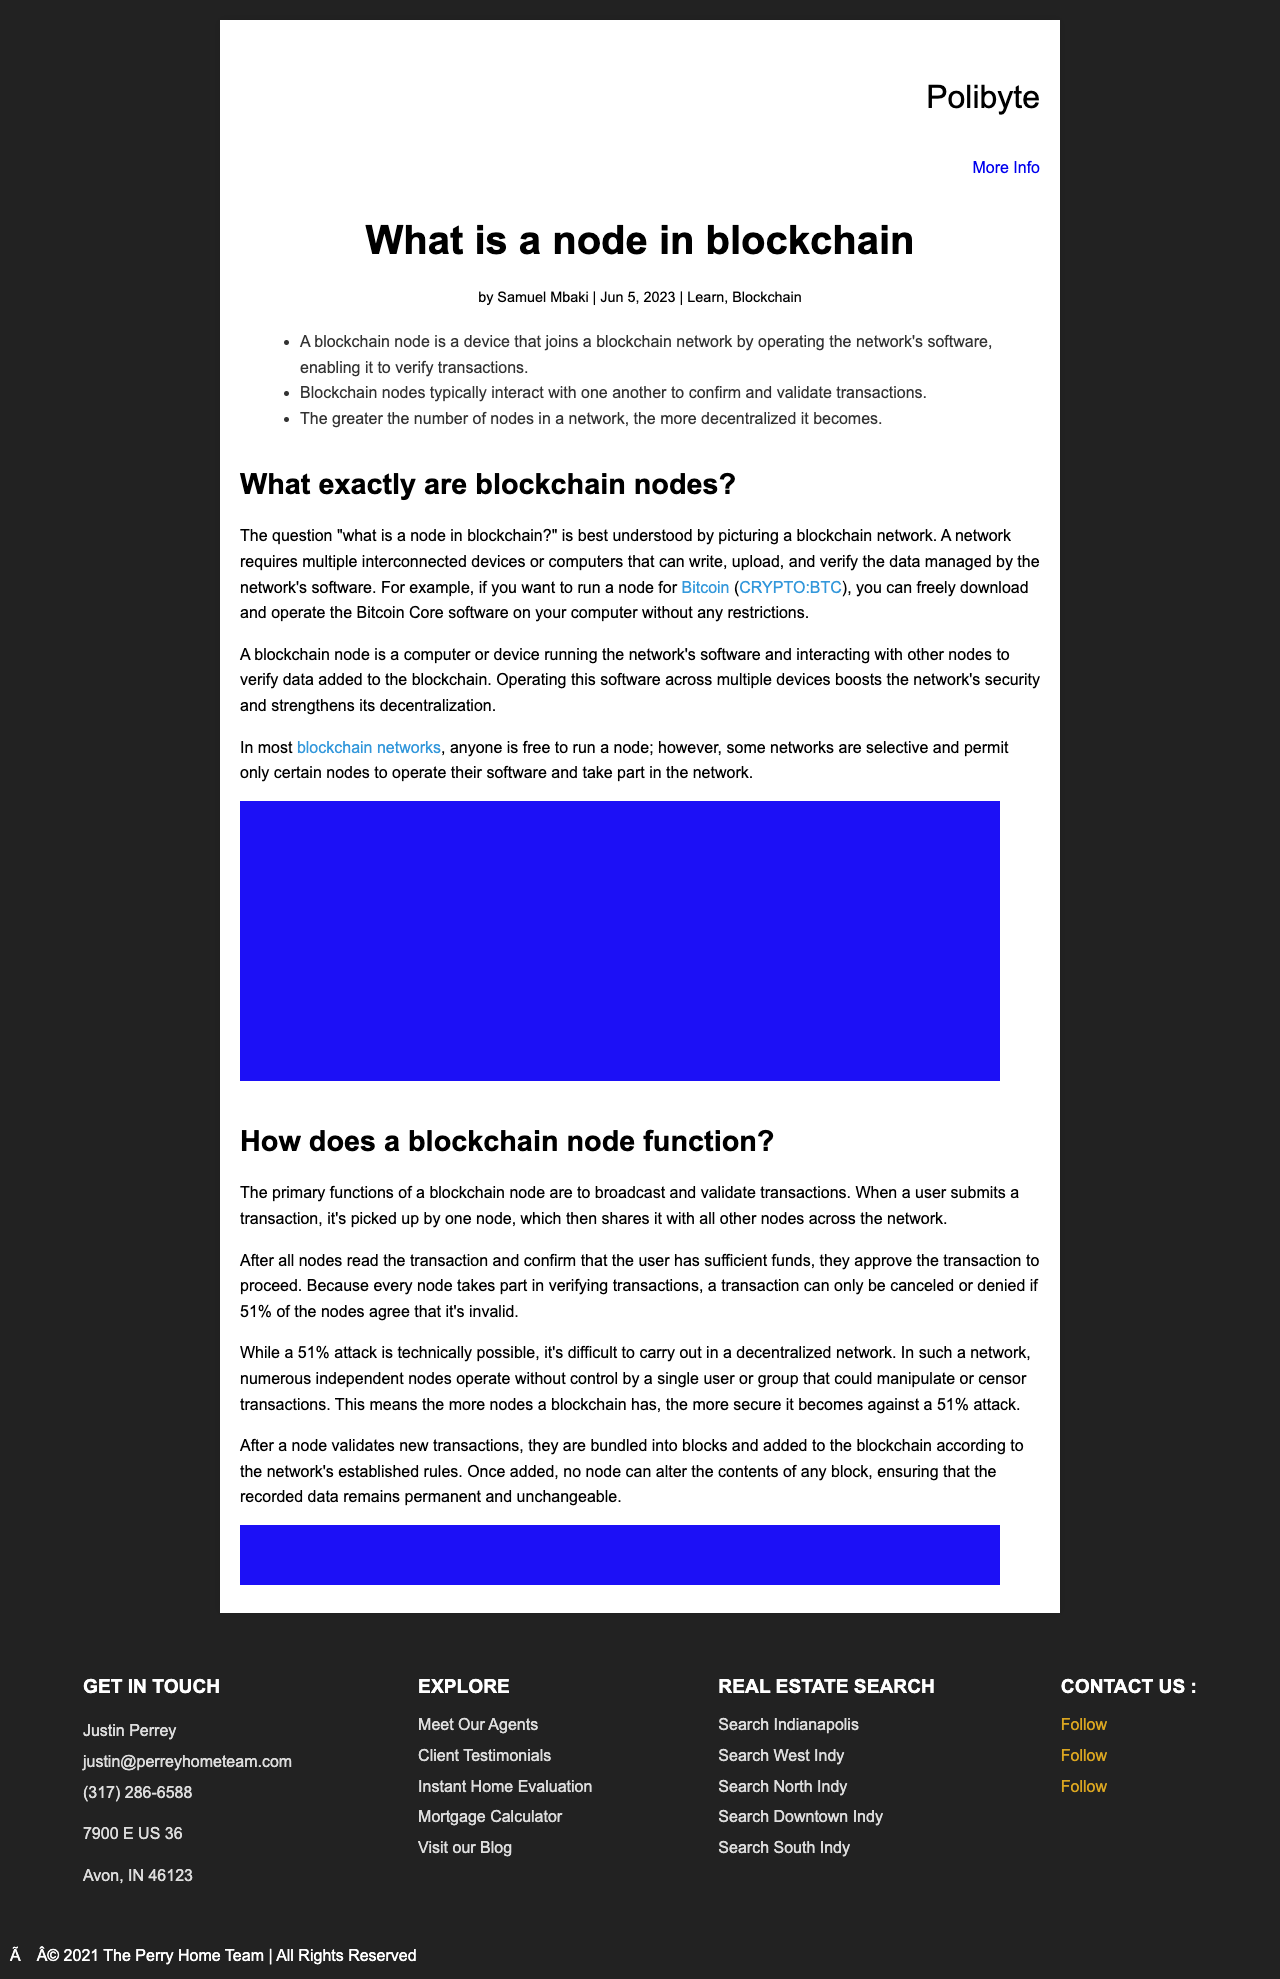 Polibyte
More Info
What is a node in blockchain
by Samuel Mbaki | Jun 5, 2023 | Learn, Blockchain
• A blockchain node is a device that joins a blockchain network by operating the network's software,
enabling it to verify transactions.
• Blockchain nodes typically interact with one another to confirm and validate transactions.
• The greater the number of nodes in a network, the more decentralized it becomes.
What exactly are blockchain nodes?
The question "what is a node in blockchain?" is best understood by picturing a blockchain network. A network
requires multiple interconnected devices or computers that can write, upload, and verify the data managed by the
network's software. For example, if you want to run a node for Bitcoin (CRYPTO:BTC), you can freely download
and operate the Bitcoin Core software on your computer without any restrictions.
A blockchain node is a computer or device running the network's software and interacting with other nodes to
verify data added to the blockchain. Operating this software across multiple devices boosts the network's security
and strengthens its decentralization.
In most blockchain networks, anyone is free to run a node; however, some networks are selective and permit
only certain nodes to operate their software and take part in the network.
How does a blockchain node function?
The primary functions of a blockchain node are to broadcast and validate transactions. When a user submits a
transaction, it's picked up by one node, which then shares it with all other nodes across the network.
After all nodes read the transaction and confirm that the user has sufficient funds, they approve the transaction to
proceed. Because every node takes part in verifying transactions, a transaction can only be canceled or denied if
51% of the nodes agree that it's invalid.
While a 51% attack is technically possible, it's difficult to carry out in a decentralized network. In such a network,
numerous independent nodes operate without control by a single user or group that could manipulate or censor
transactions. This means the more nodes a blockchain has, the more secure it becomes against a 51% attack.
After a node validates new transactions, they are bundled into blocks and added to the blockchain according to
the network's established rules. Once added, no node can alter the contents of any block, ensuring that the
recorded data remains permanent and unchangeable.
GET IN TOUCH
Justin Perrey
justin@perreyhometeam.com
(317) 286-6588
7900 E US 36
Avon, IN 46123
EXPLORE
Meet Our Agents
Client Testimonials
Instant Home Evaluation
Mortgage Calculator
Visit our Blog
REAL ESTATE SEARCH
Search Indianapolis
Search West Indy
Search North Indy
Search Downtown Indy
Search South Indy
CONTACT US :
Follow
Follow
Follow
Ã Â© 2021 The Perry Home Team | All Rights Reserved